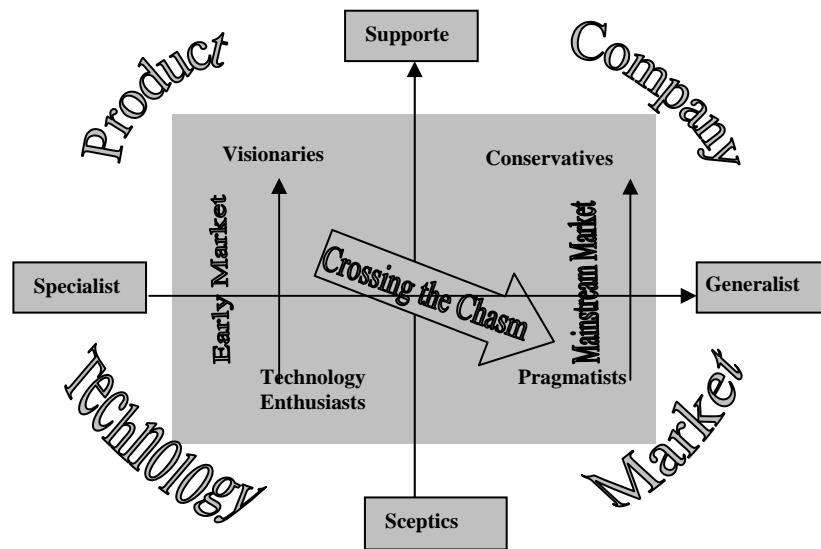 Supporte
Product
Company
Visionaries
Conservatives
Early Market
Crossing the Chasm
Mainstream Market
Specialist
Generalist
Technology
Enthusiasts
Pragmatists
Technology
Market
Sceptics